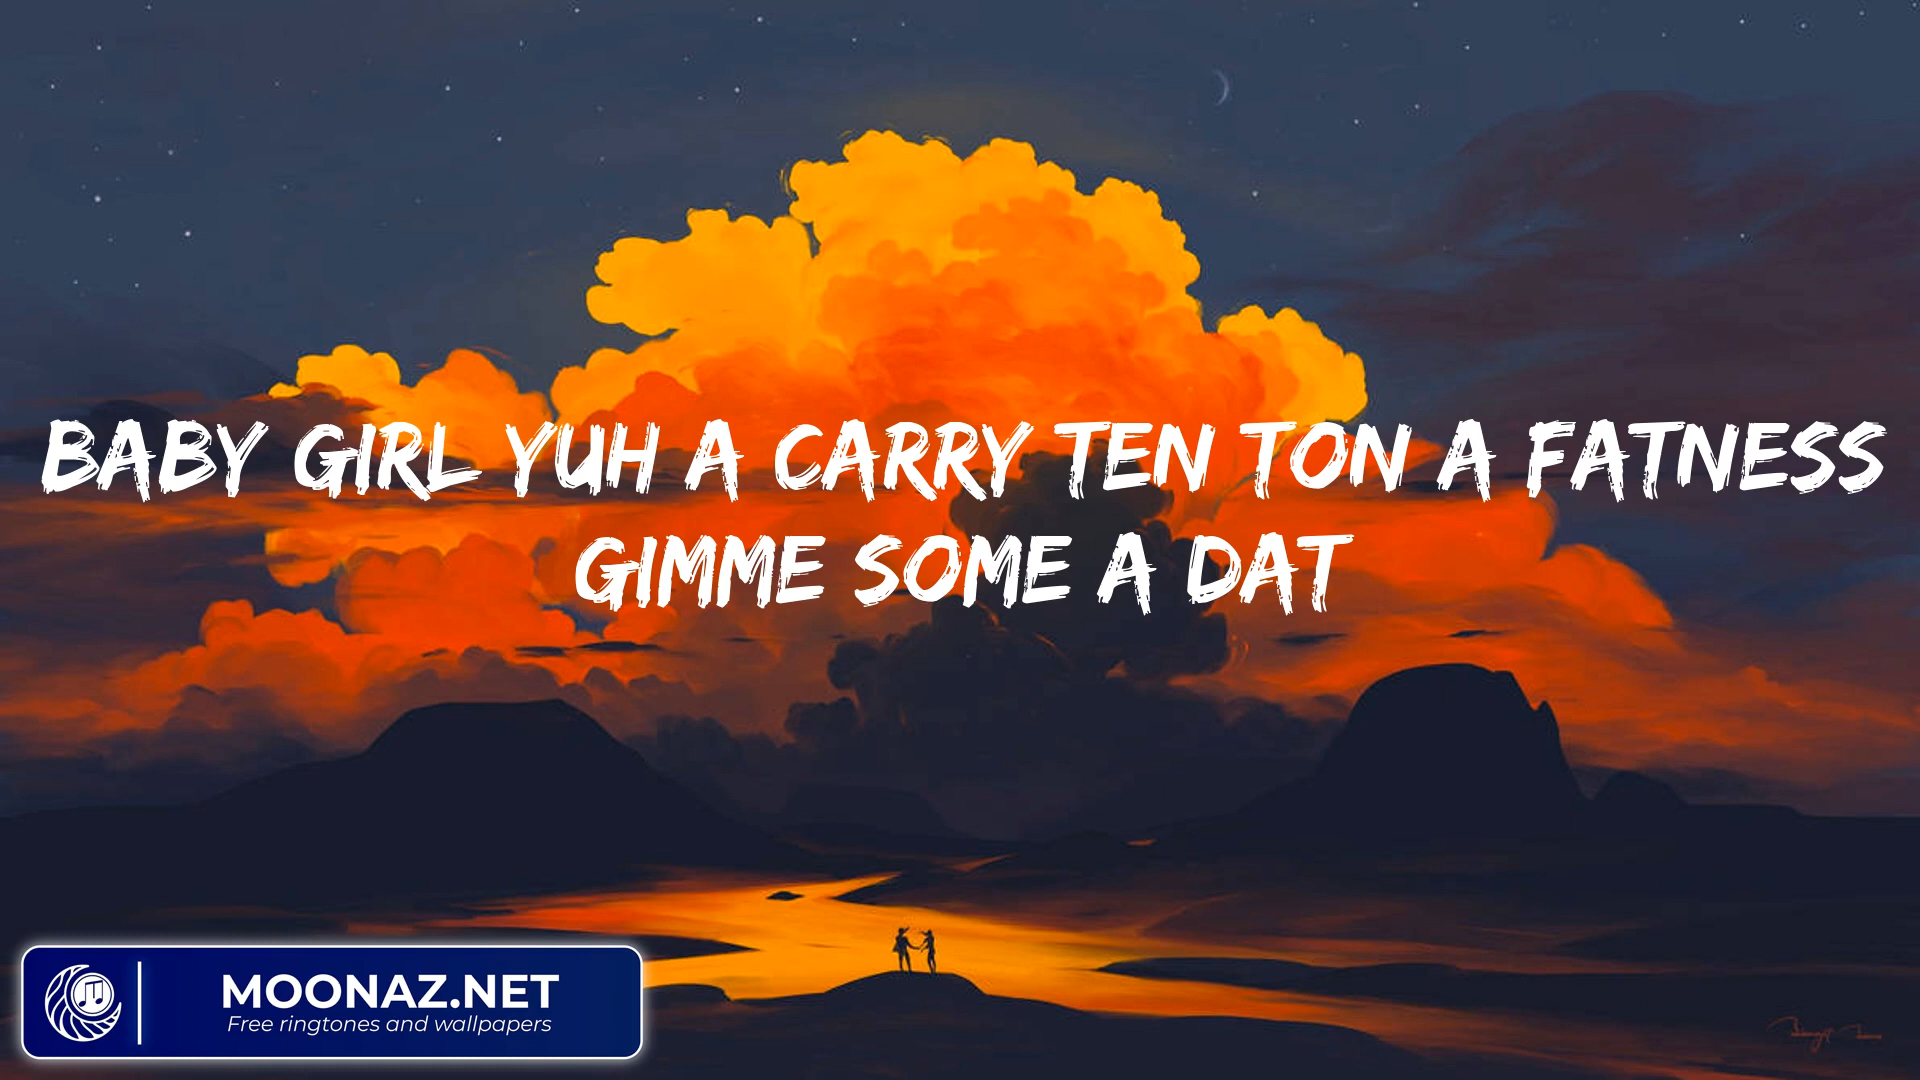 BABY GIRL YUH A CARRY TEN TON A FATNESS
GIMME SOME A DAT
MOONAZ.NET
Free ringtones and wallpapers